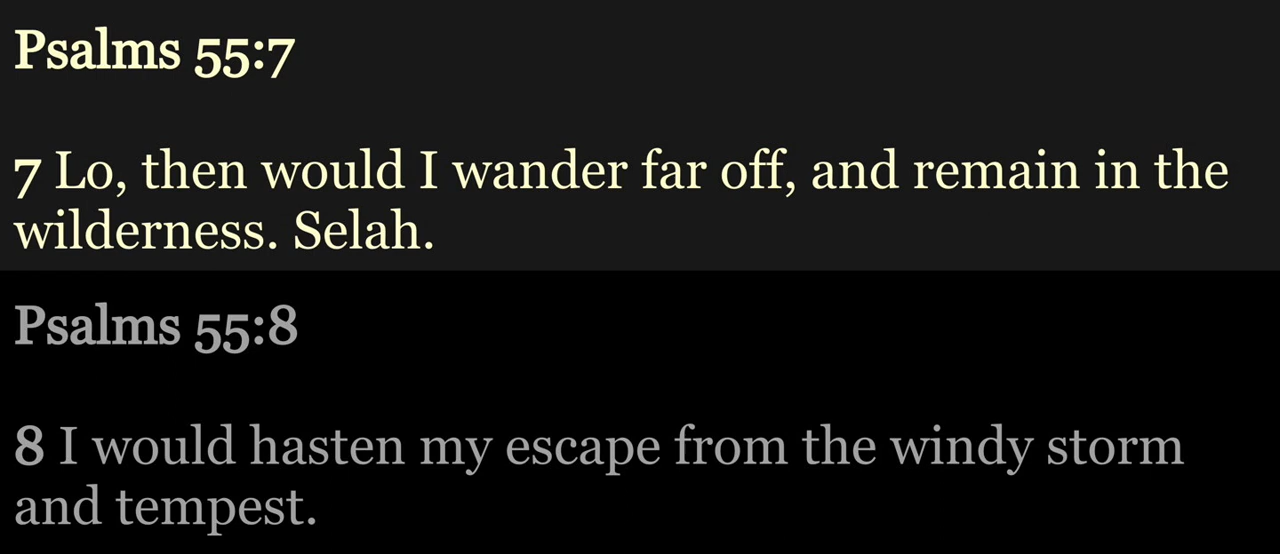 Psalms 55:7
7 Lo, then would I wander far off, and remain in the
wilderness. Selah.
Psalms 55:8
8 I would hasten my escape from the windy storm
and tempest.